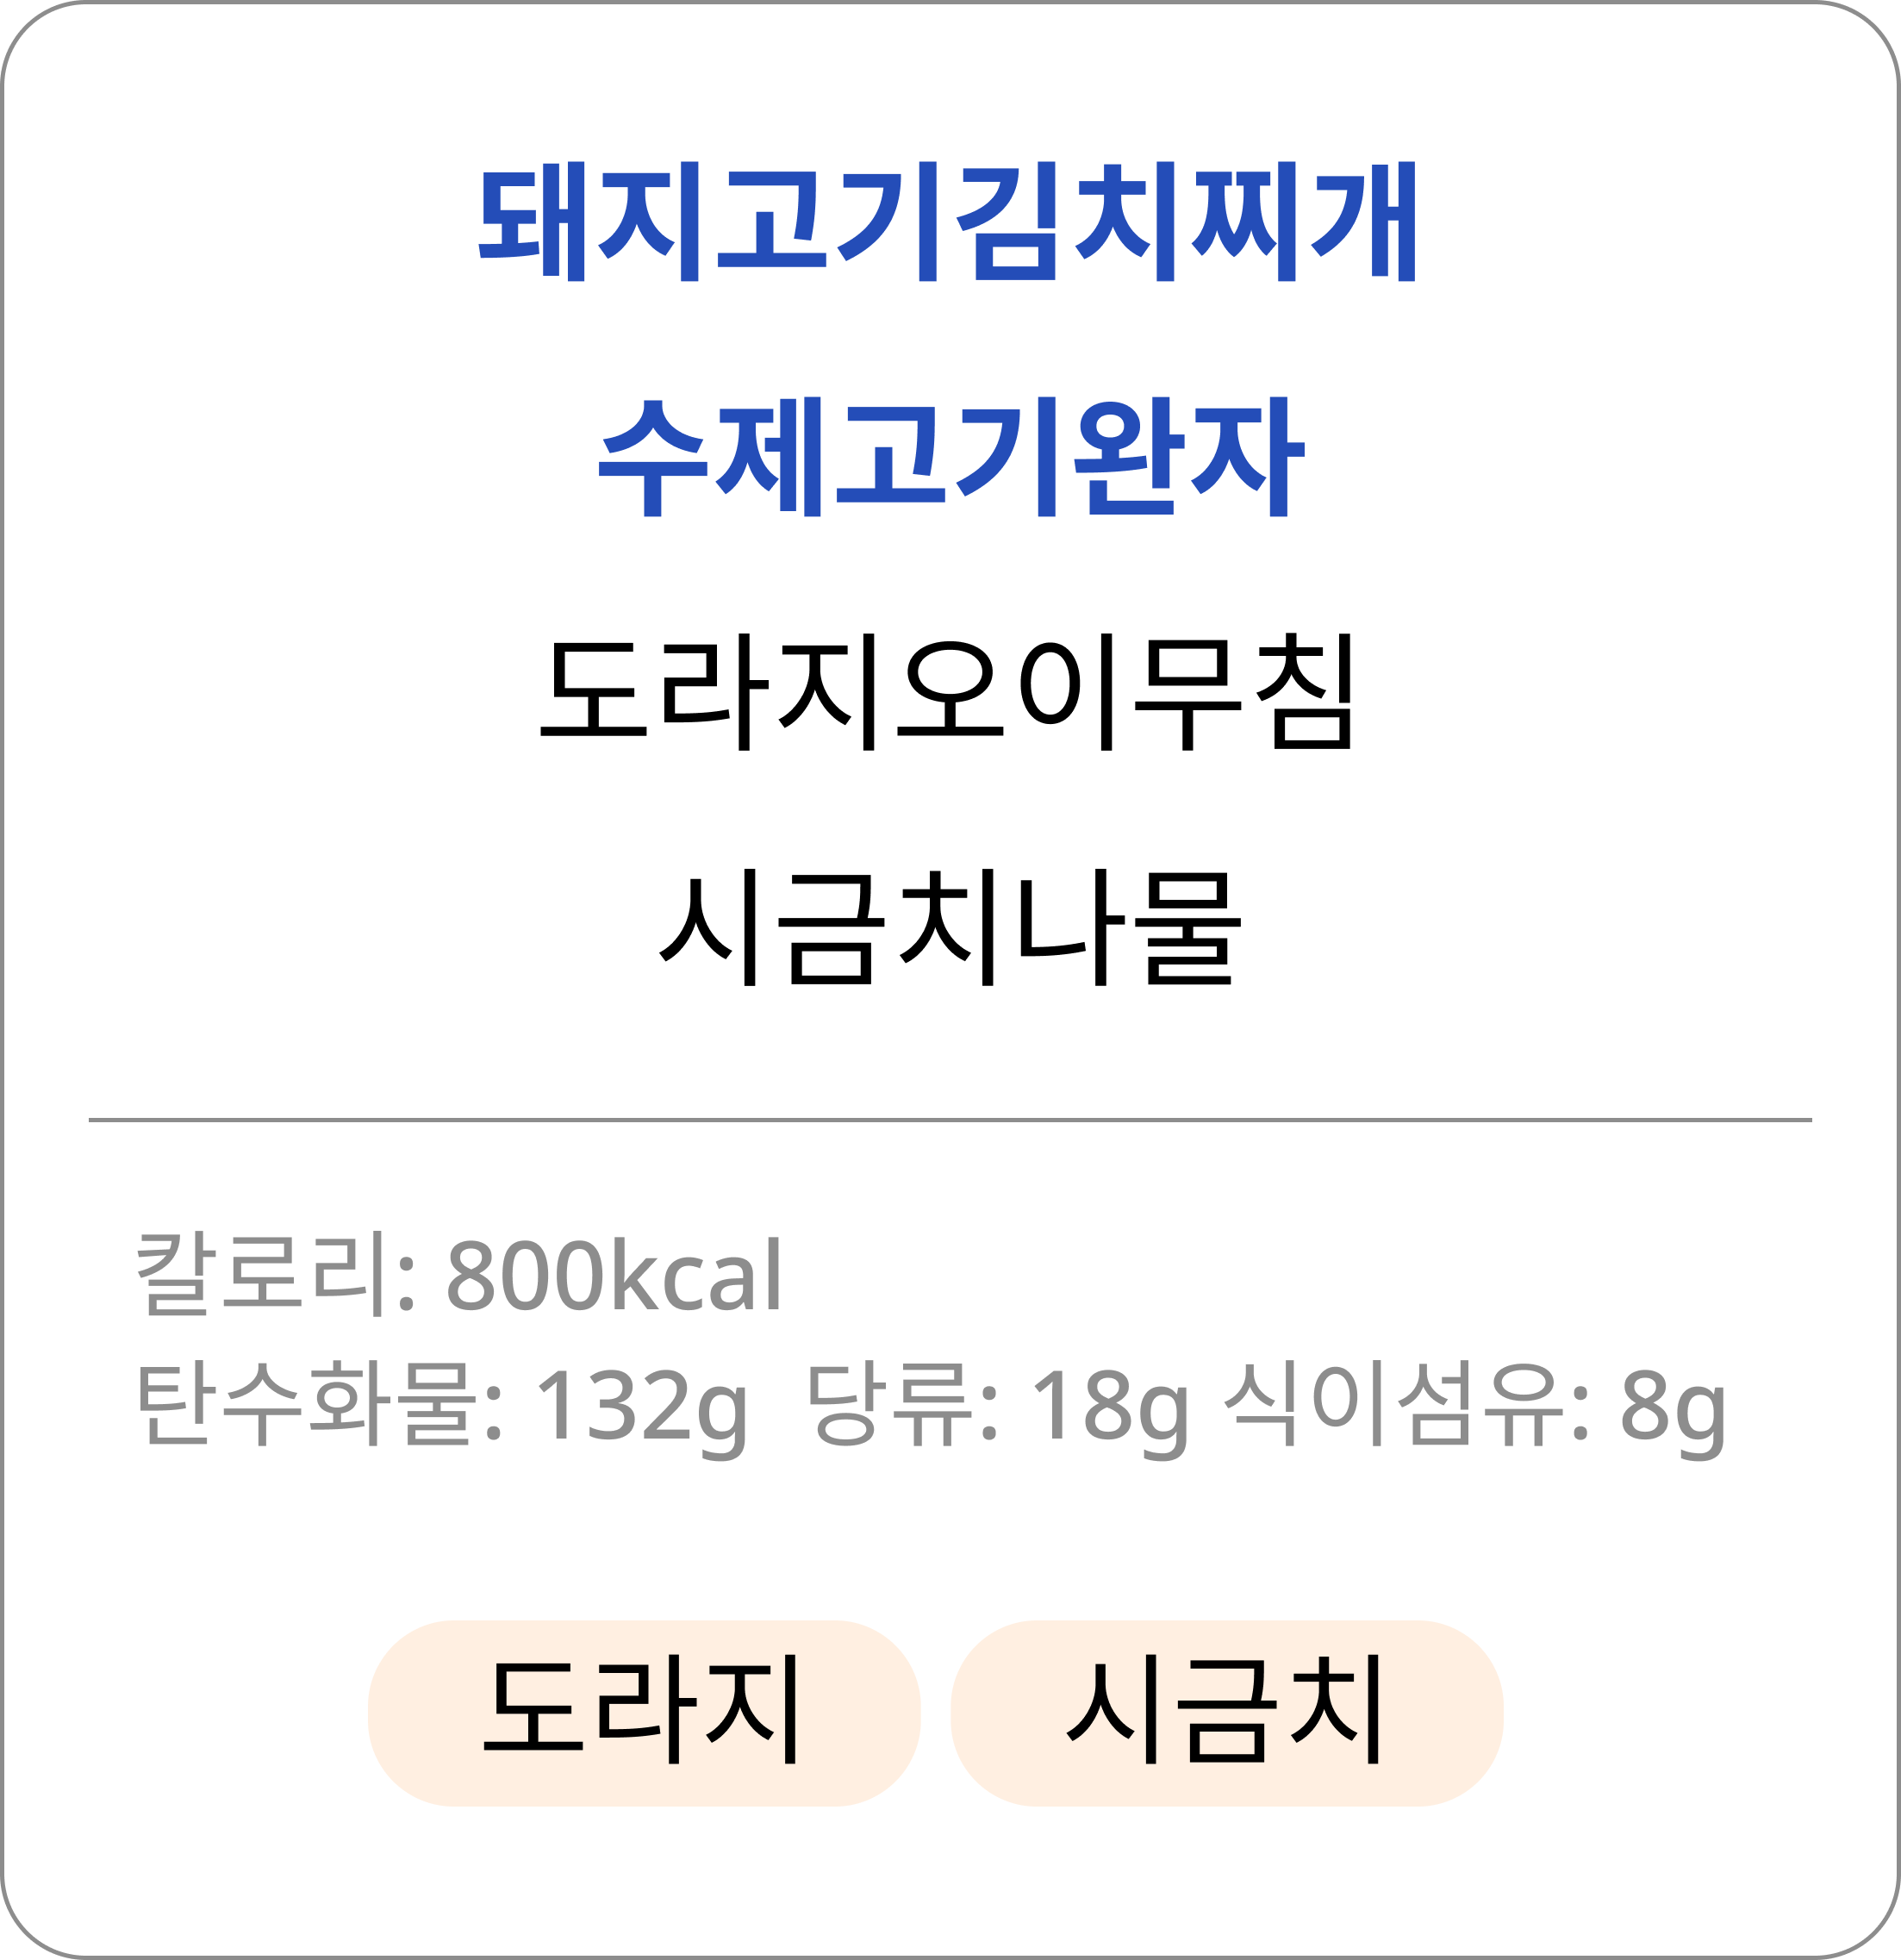 돼지고기김치찌개
수제고기완자
도라지오이무침
시금치나물
칼로리: 800kcal
탄수화물: 132g 단류: 18g 식이섬유: 8g
도라지
시금치